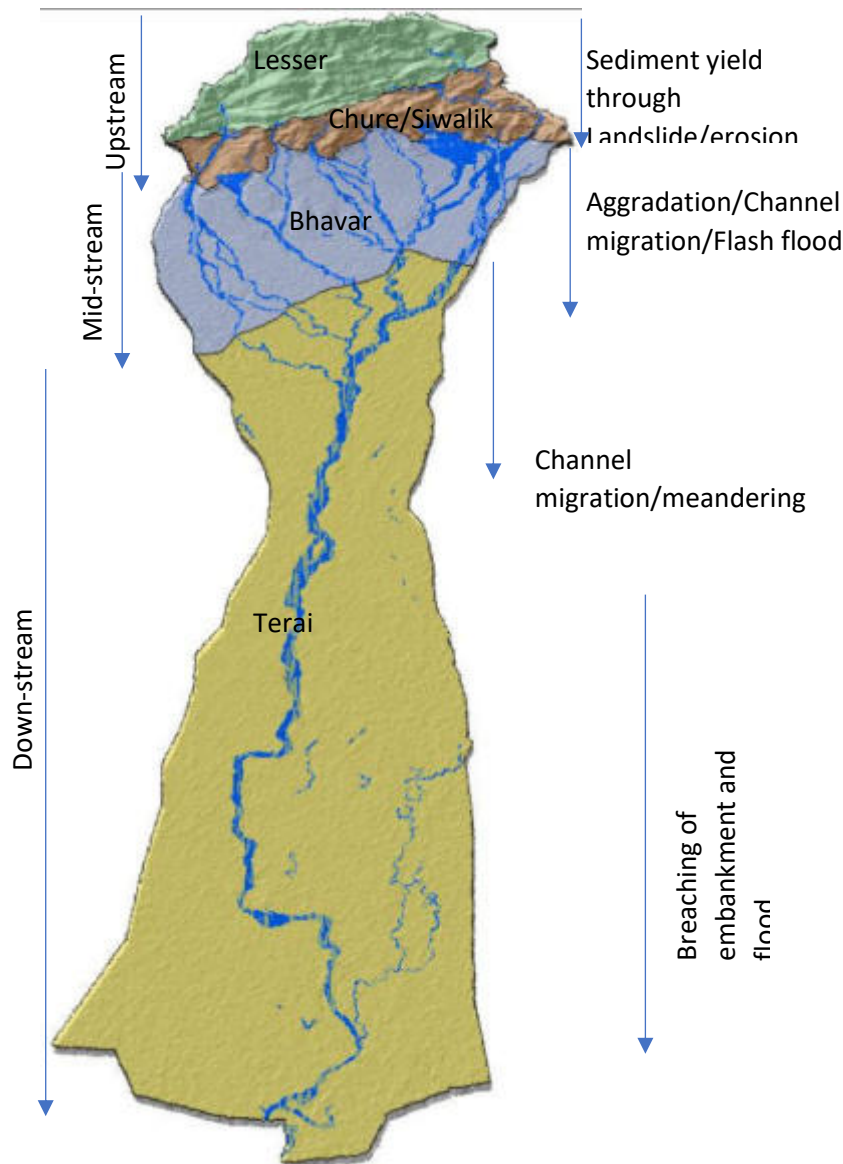 Lesser
Chure/Siwalik
Bhavar
Terai
Upstream
Mid-stream
Down-stream
Sediment yield
through
Landslide/erosion
Aggradation/Channel
migration/Flash flood
Channel
migration/meandering
Breaching of
embankment and
flood